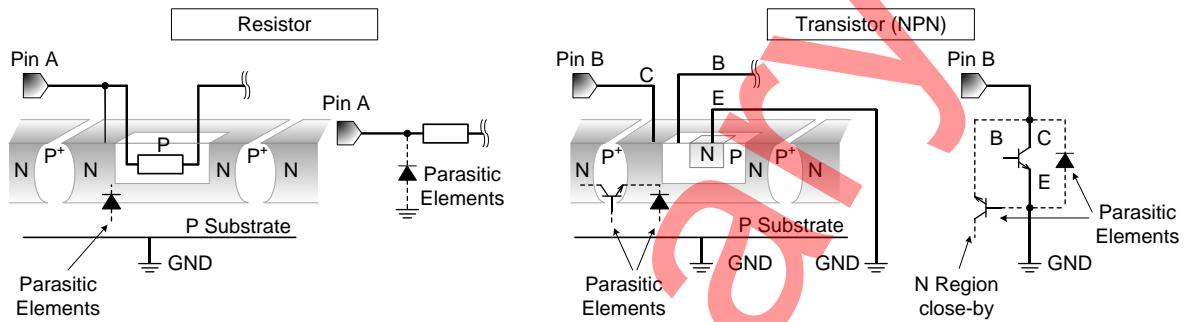 Resistor
Transistor (NPN)
Pin A
Pin B
C
B
E
Pin B
Pin A
N
P+
N
P
N
P+
N
Parasitic
Elements
P Substrate
GND
Parasitic
Elements
N
P+
N
N
P
N
P+
N
P Substrate
GND
GND
Parasitic
Elements
B
C
E
Parasitic
Elements
GND
N Region
close-by
ary